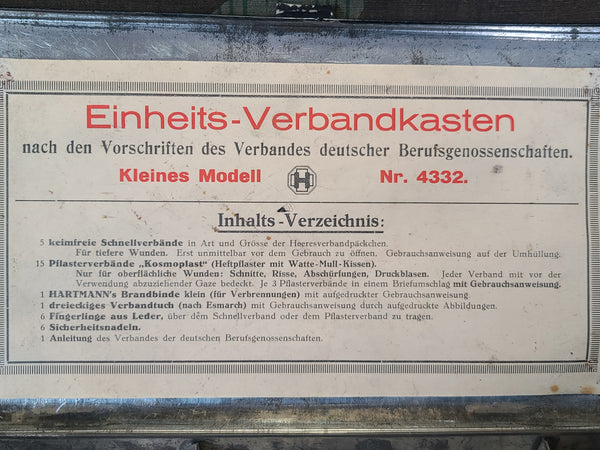 Einheits-Verbandkasten
nach den Vorschriften des Verbandes deutscher Berufsgenossenschaften.
Kleines Modell H Nr. 4332.
Inhalts-Verzeichnis:
5 keimfreie Schnellverbände in Art und Grösse der Heeresverbandpäckchen.
Für tiefere Wunden. Erst unmittelbar vor dem Gebrauch zu öffnen. Gebrauchsanweisung auf der Umhüllung.
15 Pflasterverbände „Kosmoplast" (Heftpflaster mit Watte-Mull-Kissen).
Nur für oberflächliche Wunden: Schnitte, Risse, Abschürfungen, Druckblasen. Jeder Verband mit vor der
Verwendung abzuziehender Gaze bedeckt. Je 3 Pflasterverbände in einem Briefumschlag mit Gebrauchsanweisung.
1 HARTMANN's Brandbinde klein (für Verbrennungen) mit aufgedruckter Gebrauchsanweisung.
1 dreieckiges Verbandtuch (nach Esmarch) mit Gebrauchsanweisung durch aufgedruckte Abbildungen.
6 Fingerlinge aus Leder, über dem Schnellverband oder dem Pflasterverband zu tragen.
6 Sicherheitsnadeln.
1 Anleitung des Verbandes der deutschen Berufsgenossenschaften.